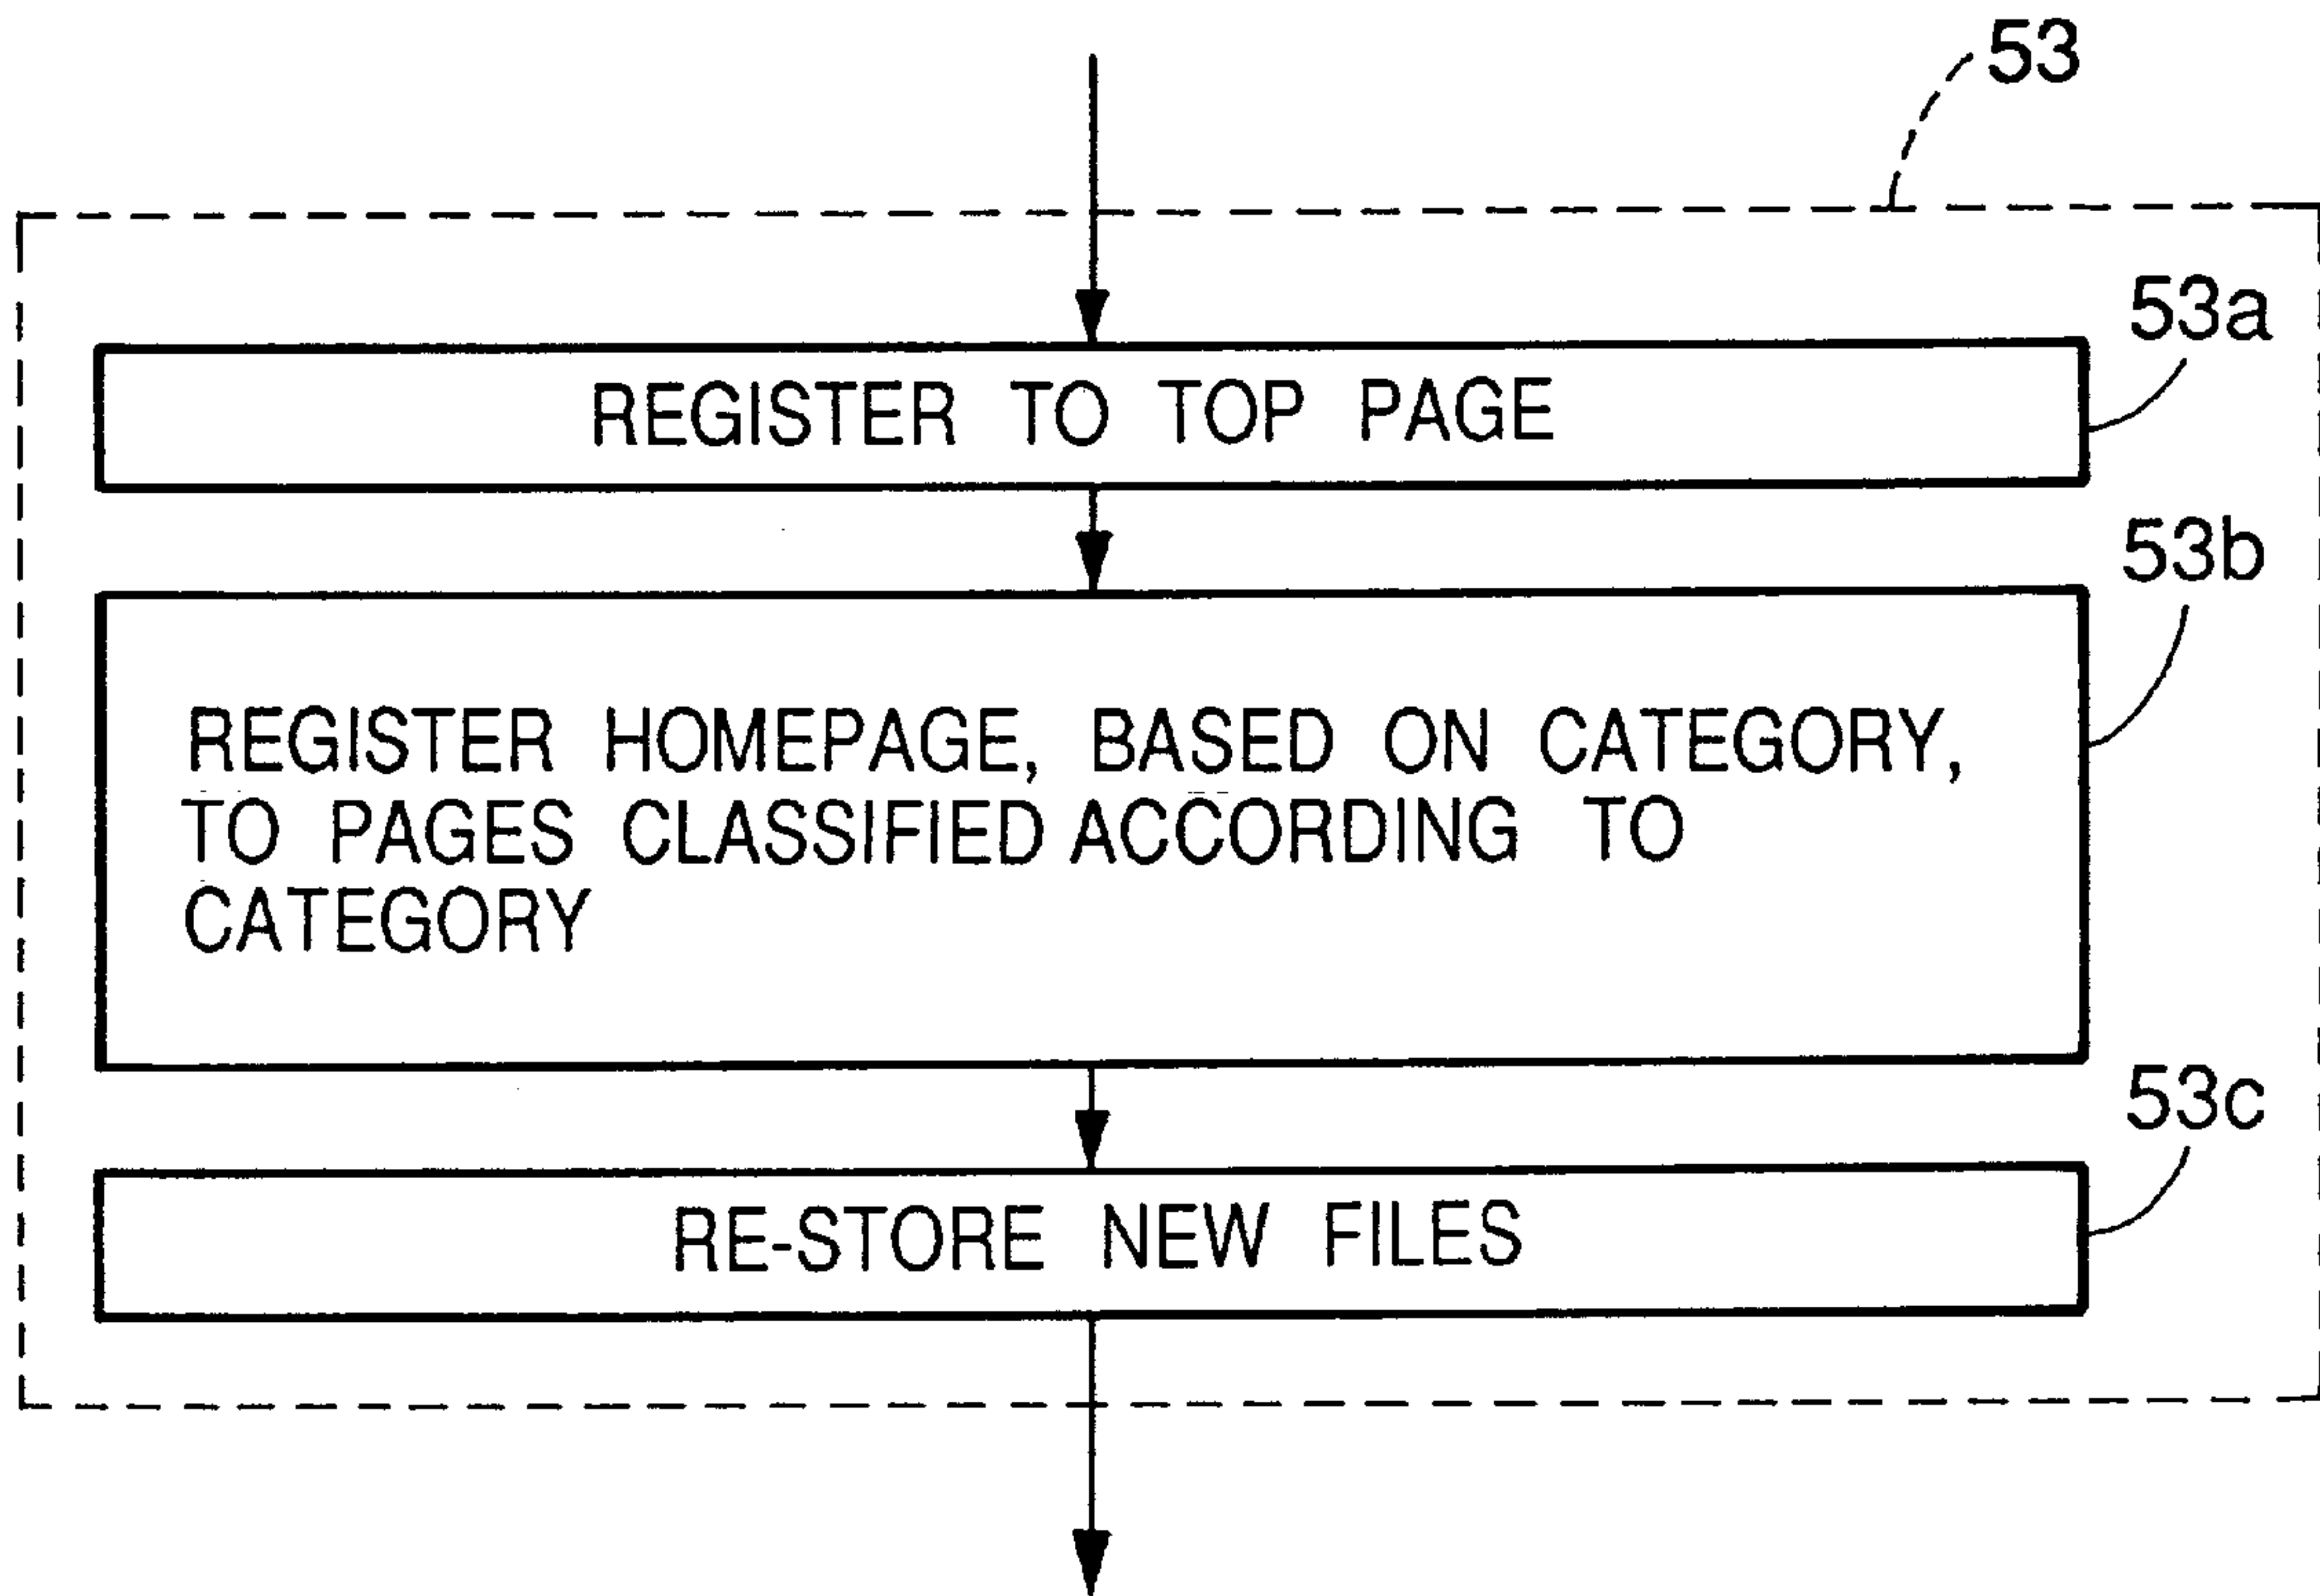 53
53a
REGISTER TO TOP PAGE
53b
REGISTER HOMEPAGE, BASED ON CATEGORY,
TO PAGES CLASSIFIED ACCORDING TO
CATEGORY
53c
RE-STORE NEW FILES